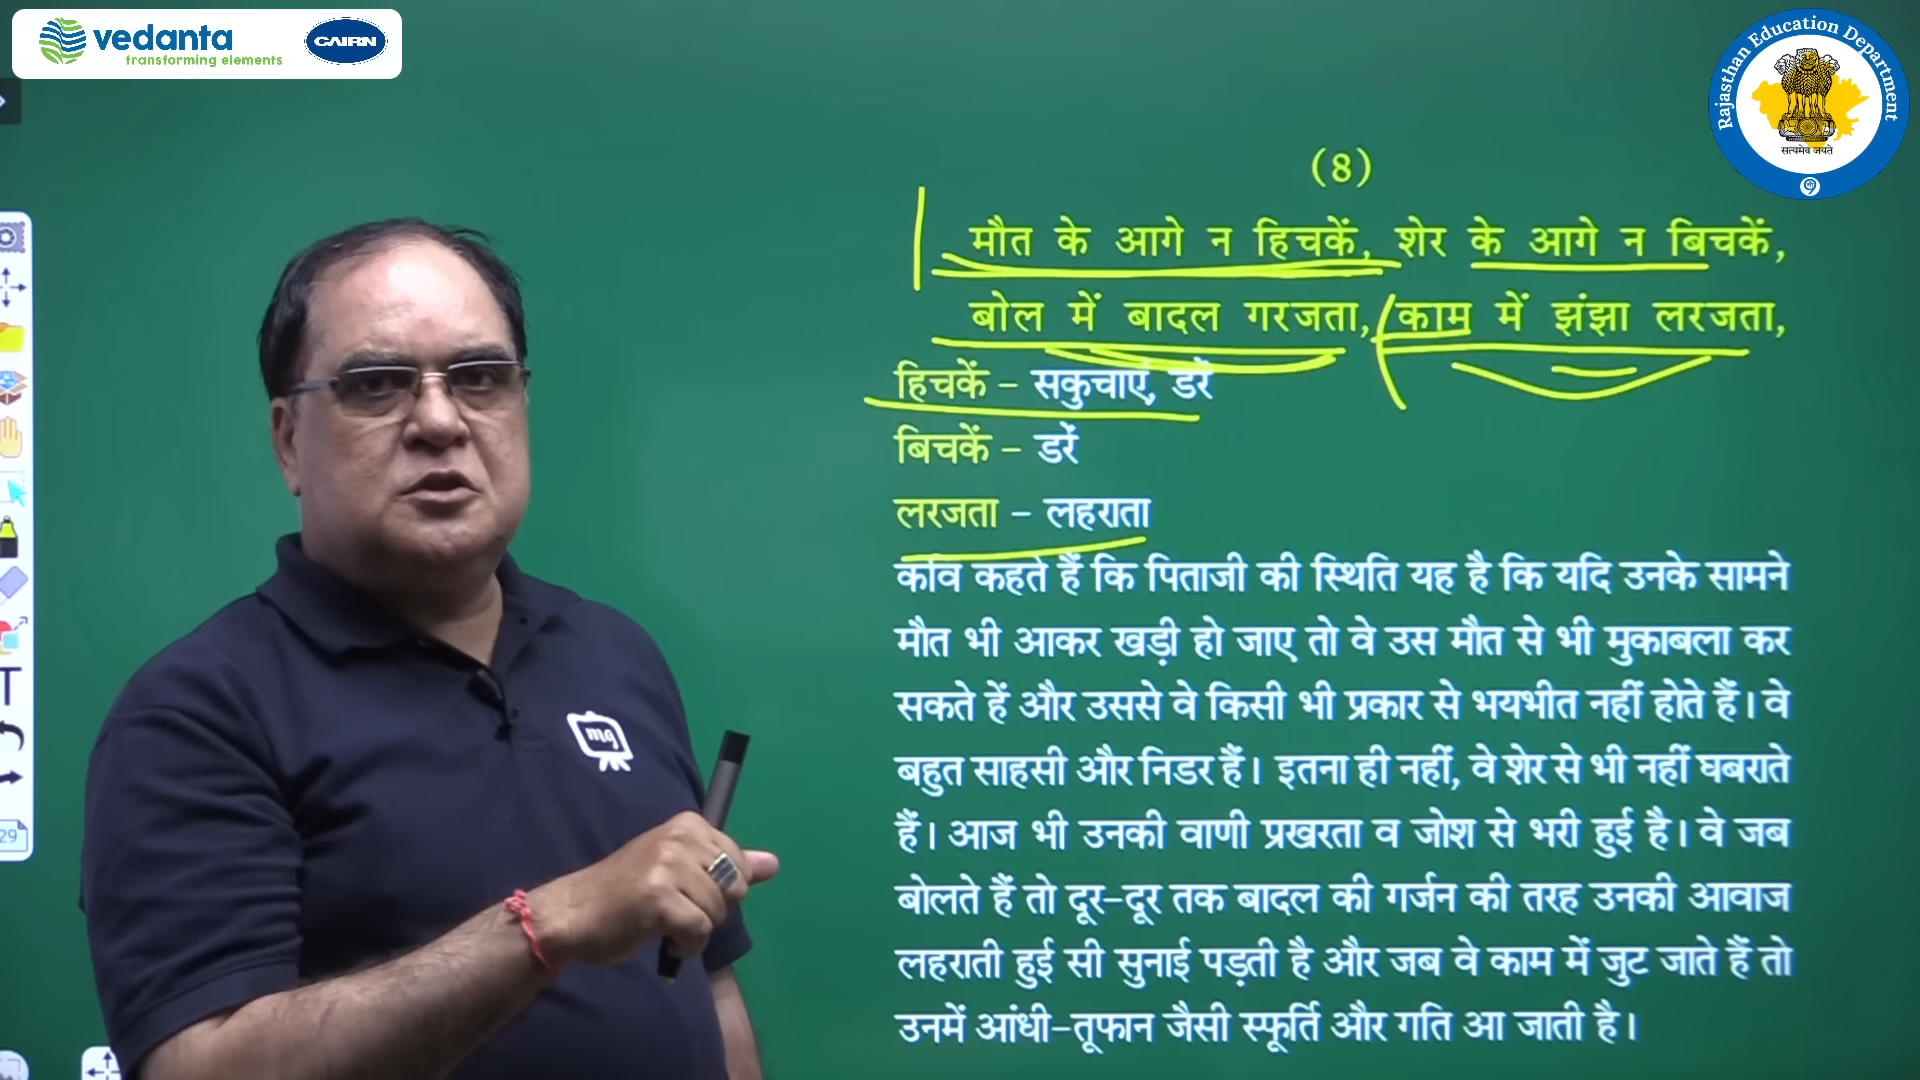 vedanta
transforming elements
CAIRN
Rajasthan Education Department
सत्यमेव जयते
(8)
मौत के आगे न हिचकें, शेर के आगे न बिचकें,
बोल में बादल गरजता, काम में झंझा लरजता,
हिचकें – सकुचाएं, डरें
बिचकें – डरें
लरजता – लहराता
कवि कहते हैं कि पिताजी की स्थिति यह है कि यदि उनके सामने
मौत भी आकर खड़ी हो जाए तो वे उस मौत से भी मुकाबला कर
सकते हें और उससे वे किसी भी प्रकार से भयभीत नहीं होते हैं। वे
बहुत साहसी और निडर हैं। इतना ही नहीं, वे शेर से भी नहीं घबराते
हैं। आज भी उनकी वाणी प्रखरता व जोश से भरी हुई है। वे जब
बोलते हैं तो दूर-दूर तक बादल की गर्जन की तरह उनकी आवाज
लहराती हुई सी सुनाई पड़ती है और जब वे काम में जुट जाते हैं तो
उनमें आंधी-तूफान जैसी स्फूर्ति और गति आ जाती है।
mg
T
29